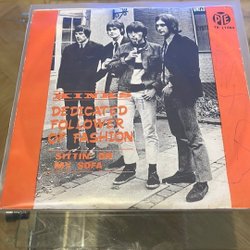 PYE
KINKS
DEDICATED
FOLLOWER
OF FASHION
SITTIN' ON
MY SOFA